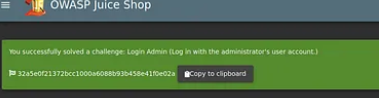 OWASP Juice Shop
You successfully solved a challenge: Login Admin (Log in with the administrator's user account.)
32a5e0f21372bcc1000a6088b93b458e41f0e02a Copy to clipboard